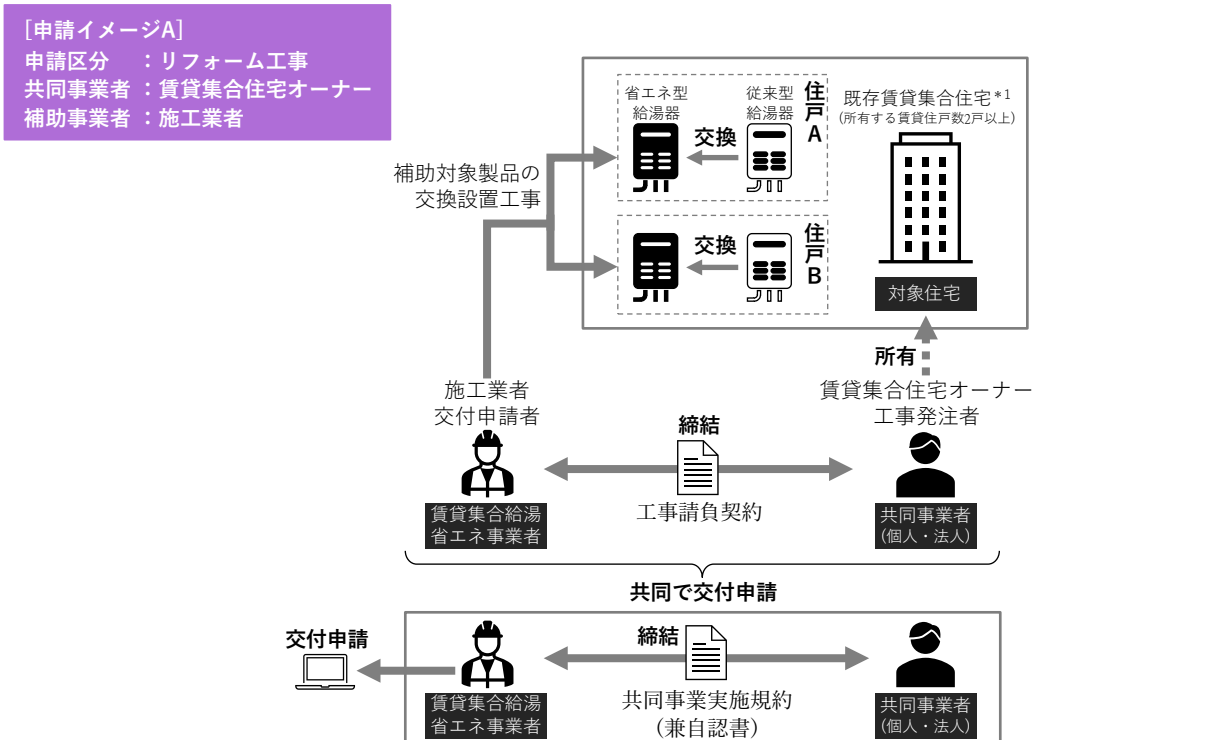 [申請イメージA]
申請区分　：リフォーム工事
共同事業者：賃貸集合住宅オーナー
補助事業者：施工業者
省エネ型
給湯器
従来型
給湯器
交換
住戸A
既存賃貸集合住宅*1
(所有する賃貸住戸数2戸以上)
補助対象製品の
交換設置工事
交換
住戸B
対象住宅
所有
施工業者
交付申請者
賃貸集合住宅オーナー
工事発注者
締結
工事請負契約
賃貸集合給湯
省エネ事業者
共同事業者
(個人・法人)
共同で交付申請
交付申請
締結
共同事業実施規約
(兼自認書)
賃貸集合給湯
省エネ事業者
共同事業者
(個人・法人)